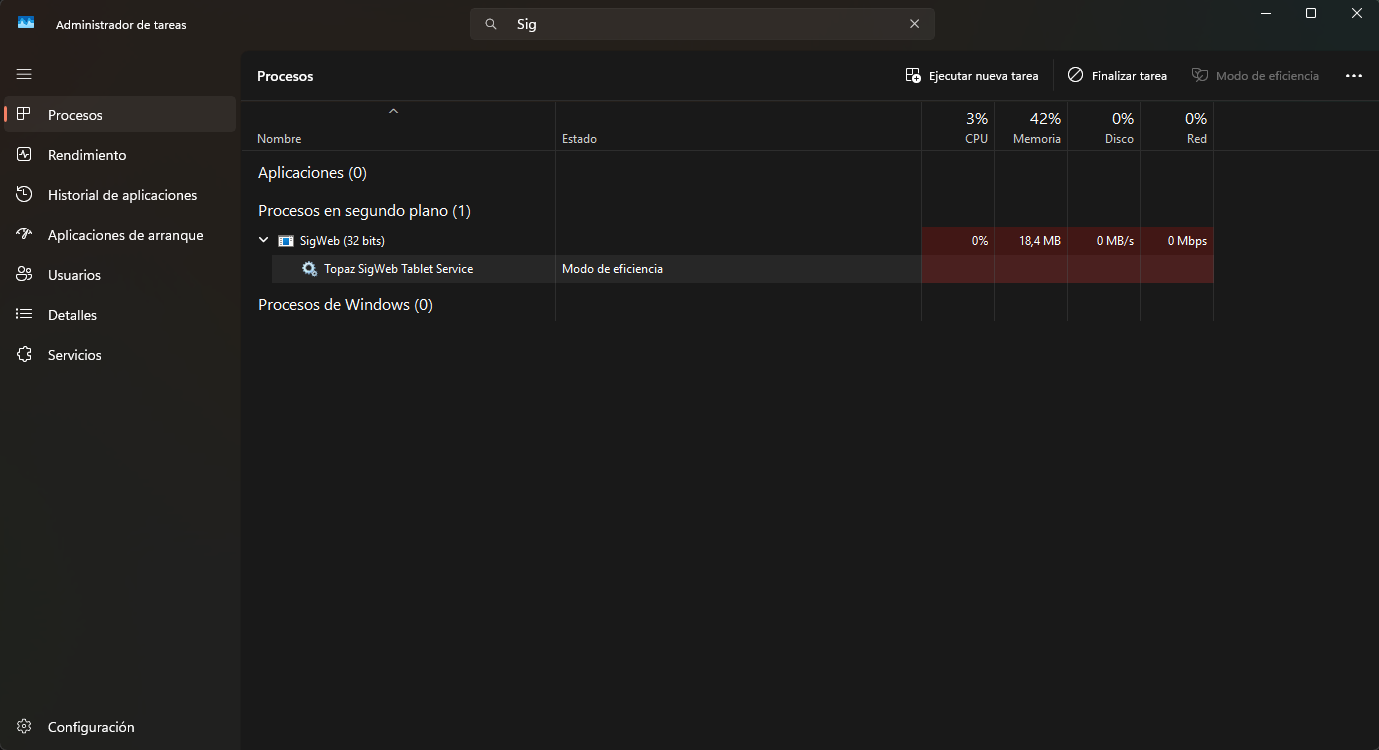 Administrador de tareas
Sig
Procesos
Rendimiento
Historial de aplicaciones
Aplicaciones de arranque
Usuarios
Detalles
Servicios
Configuración
Procesos
Ejecutar nueva tarea
Finalizar tarea
Modo de eficiencia
3% 42% 0% 0%
Nombre Estado CPU Memoria Disco Red
Aplicaciones (0)
Procesos en segundo plano (1)
SigWeb (32 bits) 0% 18,4 MB 0 MB/s 0 Mbps
Topaz SigWeb Tablet Service Modo de eficiencia
Procesos de Windows (0)